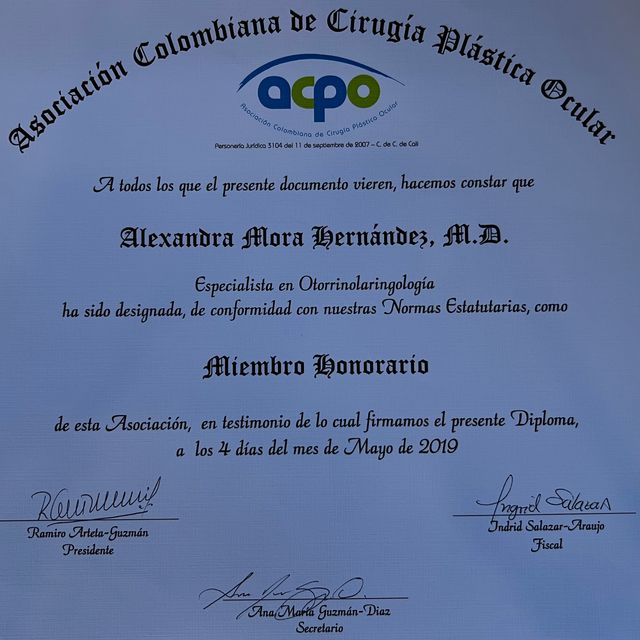 Asociación Colombiana de Cirugía Plástica Ocular
acpo
Asociación Colombiana de Cirugía Plástica Ocular
Personería Jurídica 3104 del 11 de septiembre de 2007 - C. de C. de Cali
A todos los que el presente documento vieren, hacemos constar que
Alexandra Mora Hernández, M.D.
Especialista en Otorrinolaringología
ha sido designada, de conformidad con nuestras Normas Estatutarias, como
Miembro Honorario
de esta Asociación, en testimonio de lo cual firmamos el presente Diploma,
a los 4 días del mes de Mayo de 2019
Ingrid Salazar
Ramiro Arteta-Guzmán
Presidente
Indrid Salazar-Araujo
Fiscal
Ana María Guzmán-Diaz
Secretario